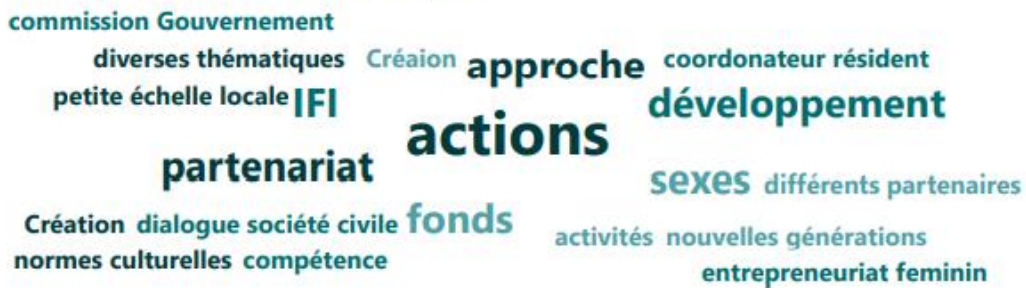 commission Gouvernement
diverses thématiques Créaion approche coordonateur résident
petite échelle locale IFI développement
actions
partenariat
sexes différents partenaires
Création dialogue société civile fonds
activités nouvelles générations
normes culturelles compétence
entrepreneuriat feminin